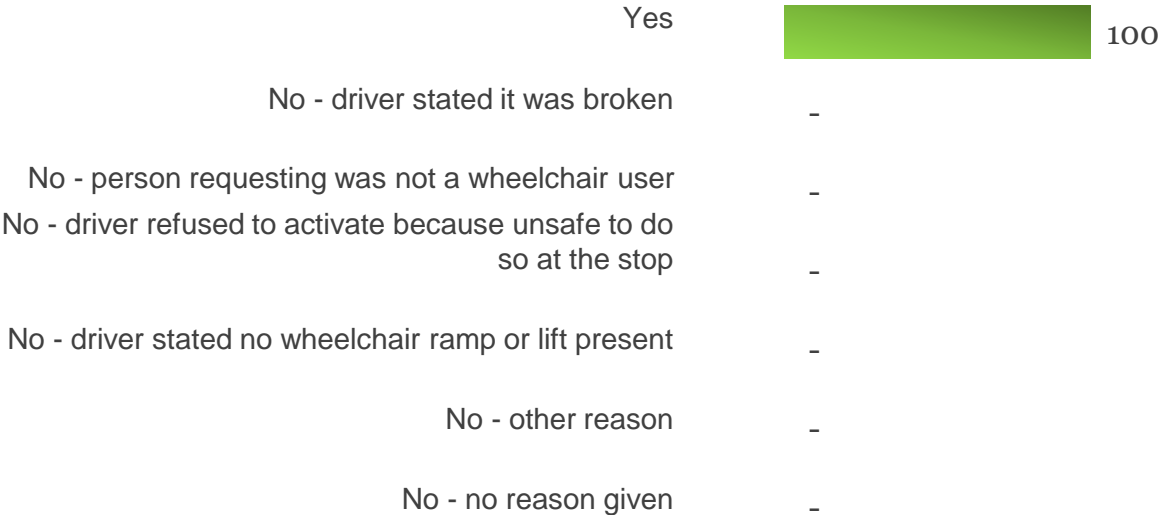 Yes 100
No - driver stated it was broken -
No - person requesting was not a wheelchair user -
No - driver refused to activate because unsafe to do
so at the stop -
No - driver stated no wheelchair ramp or lift present -
No - other reason -
No - no reason given -